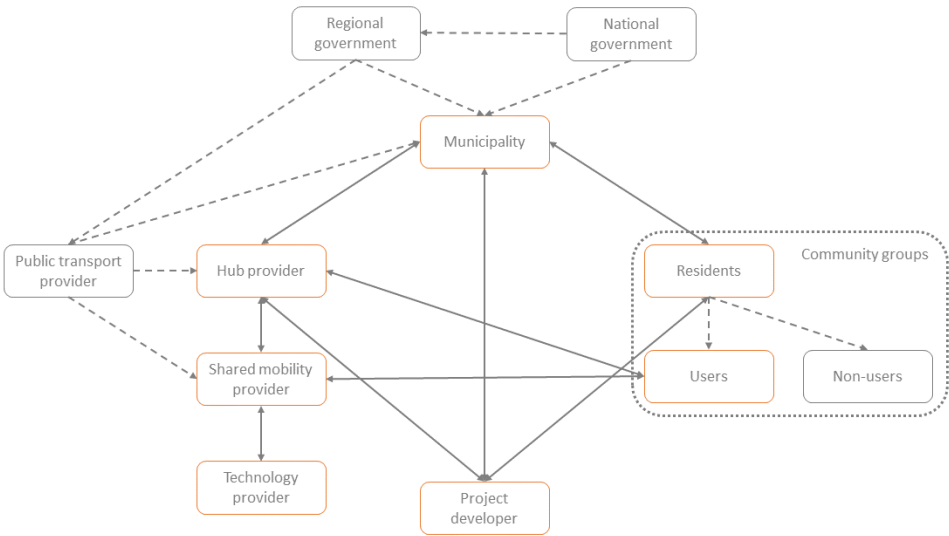 Regional
government
National
government
Municipality
Public transport
provider
Hub provider
Residents
Community groups
Shared mobility
provider
Users
Non-users
Technology
provider
Project
developer